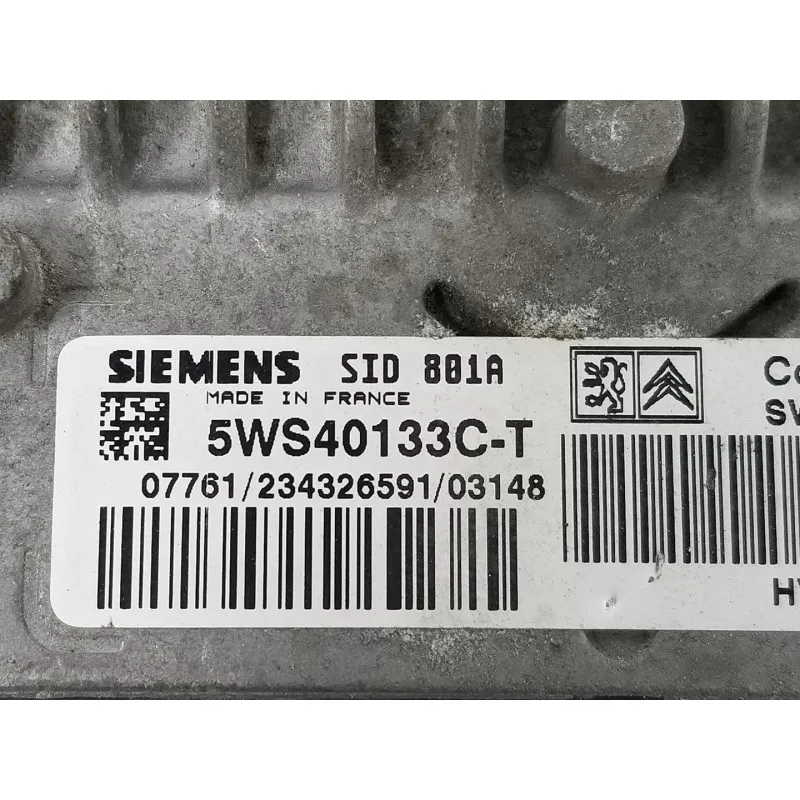 SIEMENS SID 801A
MADE IN FRANCE
5WS40133C-T
07761/234326591/03148